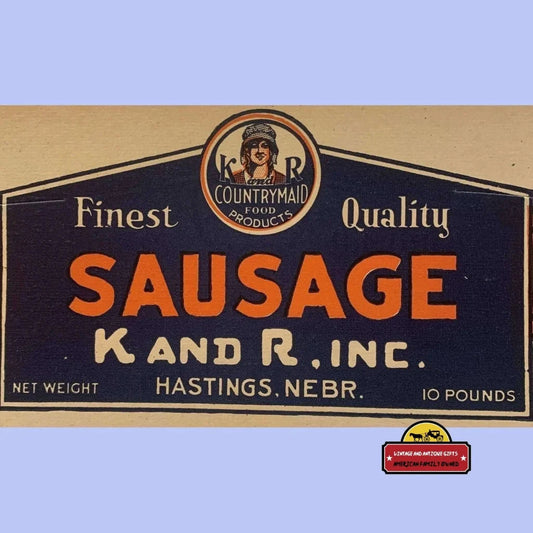 K and R
COUNTRYMAID
FOOD
PRODUCTS
Finest Quality
SAUSAGE
K AND R, INC.
NET WEIGHT HASTINGS, NEBR. 10 POUNDS
VINTAGE AND ANTIQUE GIFTS
AMERICAN FAMILY OWNED